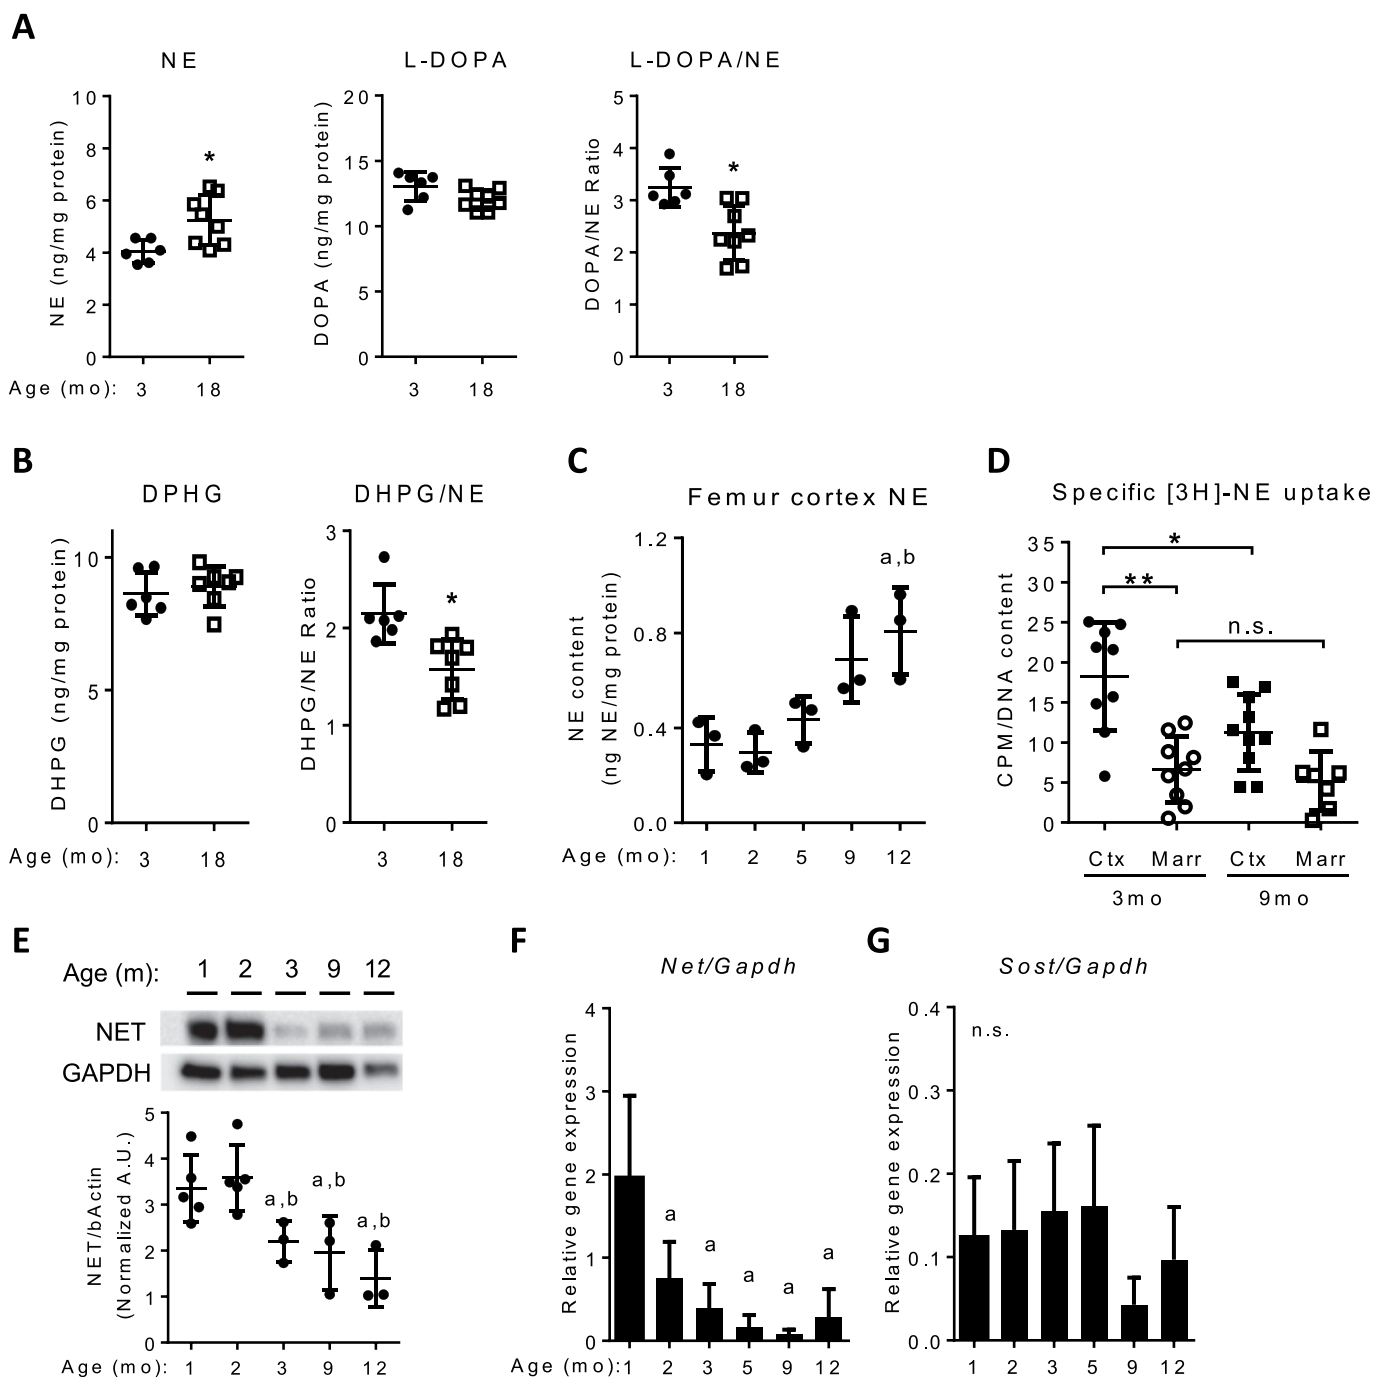 A
NE
L-DOPA
L-DOPA/NE
NE (ng/mg protein)
10
8
6
4
2
0
*
DOPA (ng/mg protein)
20
15
10
5
0
DOPA/NE Ratio
5
4
3
2
1
0
*
Age (mo): 3 18
3 18
3 18
B
DPHG
DHPG/NE
DHPG (ng/mg protein)
10
5
0
DHPG/NE Ratio
3
2
1
0
*
Age (mo): 3 18
3 18
C
Femur cortex NE
NE content
(ng NE/mg protein)
1.2
0.8
0.4
0.0
a,b
Age (mo): 1 2 5 9 12
D
Specific [3H]-NE uptake
CPM/DNA content
35
30
25
20
15
10
5
0
*
**
n.s.
Ctx Marr Ctx Marr
3mo 9mo
E
Age (m): 1 2 3 9 12
NET
GAPDH
NET/bActin
(Normalized A.U.)
5
4
3
2
1
0
a,b
a,b
a,b
Age (mo): 1 2 3 9 12
F
Net/Gapdh
Relative gene expression
4
3
2
1
0
a
a
a
a
a
Age (mo): 1 2 3 5 9 12
G
Sost/Gapdh
Relative gene expression
0.4
0.3
0.2
0.1
0.0
n.s.
1 2 3 5 9 12